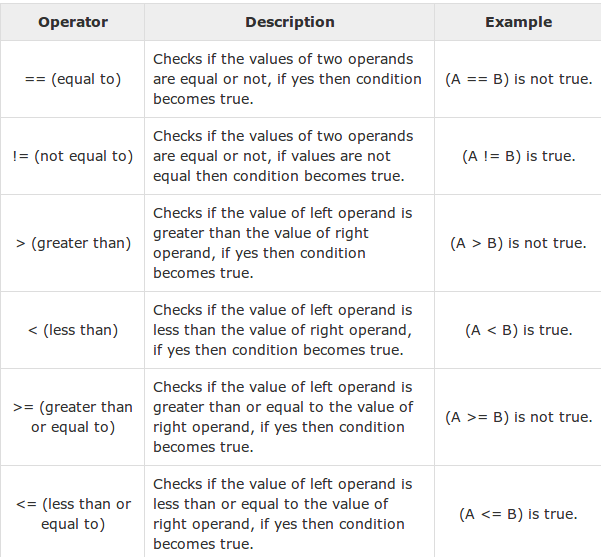 Operator Description Example
== (equal to)
Checks if the values of two operands
are equal or not, if yes then condition
becomes true.
(A == B) is not true.
!= (not equal to)
Checks if the values of two operands
are equal or not, if values are not
equal then condition becomes true.
(A != B) is true.
> (greater than)
Checks if the value of left operand is
greater than the value of right
operand, if yes then condition
becomes true.
(A > B) is not true.
< (less than)
Checks if the value of left operand is
less than the value of right operand,
if yes then condition becomes true.
(A < B) is true.
>= (greater than
or equal to)
Checks if the value of left operand is
greater than or equal to the value of
right operand, if yes then condition
becomes true.
(A >= B) is not true.
<= (less than or
equal to)
Checks if the value of left operand is
less than or equal to the value of
right operand, if yes then condition
becomes true.
(A <= B) is true.